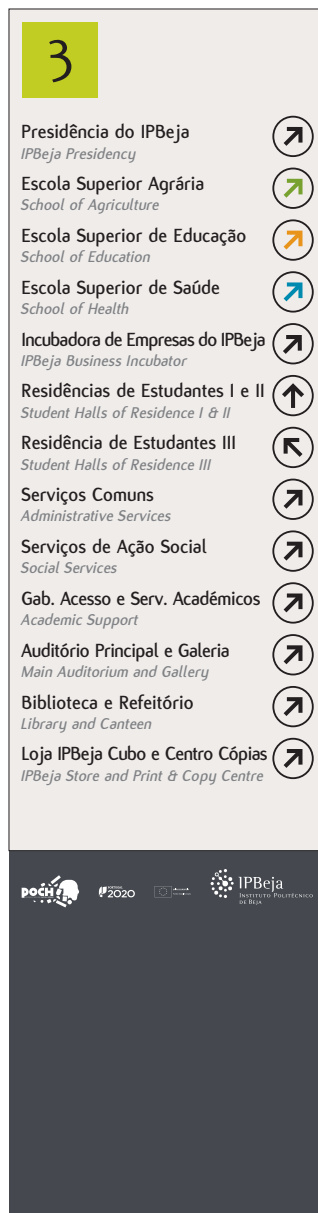 3
Presidência do IPBeja
IPBeja Presidency
Escola Superior Agrária
School of Agriculture
Escola Superior de Educação
School of Education
Escola Superior de Saúde
School of Health
Incubadora de Empresas do IPBeja
IPBeja Business Incubator
Residências de Estudantes I e II
Student Halls of Residence I & II
Residência de Estudantes III
Student Halls of Residence III
Serviços Comuns
Administrative Services
Serviços de Ação Social
Social Services
Gab. Acesso e Serv. Académicos
Academic Support
Auditório Principal e Galeria
Main Auditorium and Gallery
Biblioteca e Refeitório
Library and Canteen
Loja IPBeja Cubo e Centro Cópias
IPBeja Store and Print & Copy Centre
POCH
PORTUGAL
2020
IPBeja
Instituto Politécnico
de Beja